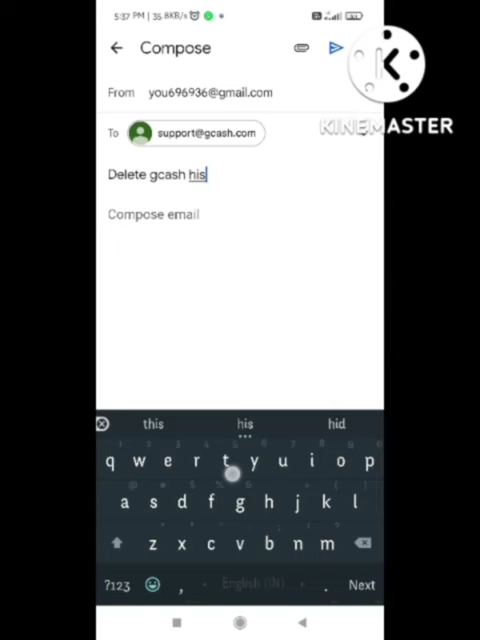 5:37 PM | 35.8KB/s
Compose
KINEMASTER
From you696936@gmail.com
To support@gcash.com
Delete gcash his
Compose email
this his hid
q w e r t y u i o p
a s d f g h j k l
z x c v b n m
?123 , English (IN) . Next